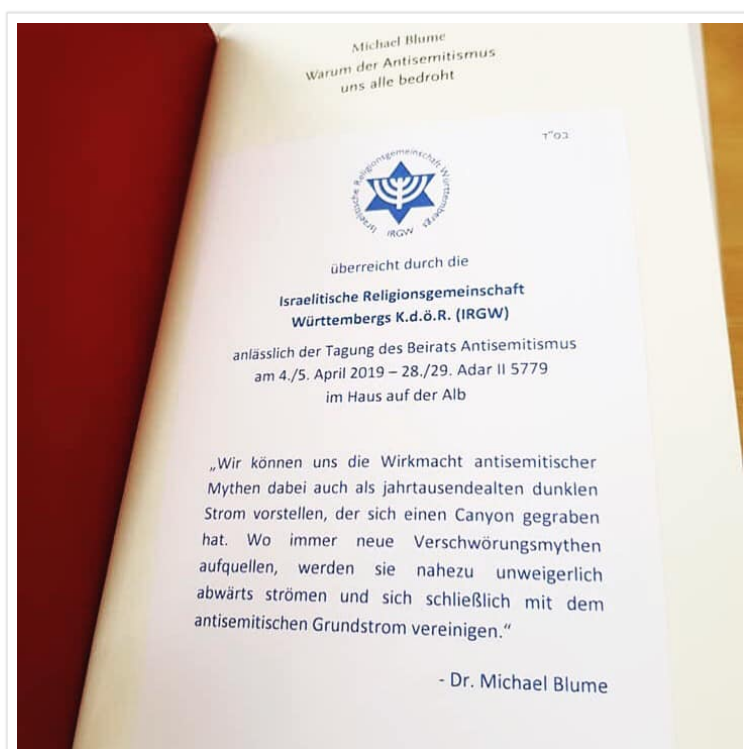 Michael Blume
Warum der Antisemitismus
uns alle bedroht
בס״ד
Israelitische Religionsgemeinschaft Württembergs
IRGW
überreicht durch die
Israelitische Religionsgemeinschaft
Württembergs K.d.ö.R. (IRGW)
anlässlich der Tagung des Beirats Antisemitismus
am 4./5. April 2019 – 28./29. Adar II 5779
im Haus auf der Alb
„Wir können uns die Wirkmacht antisemitischer
Mythen dabei auch als jahrtausendealten dunklen
Strom vorstellen, der sich einen Canyon gegraben
hat. Wo immer neue Verschwörungsmythen
aufquellen, werden sie nahezu unweigerlich
abwärts strömen und sich schließlich mit dem
antisemitischen Grundstrom vereinigen.“
- Dr. Michael Blume